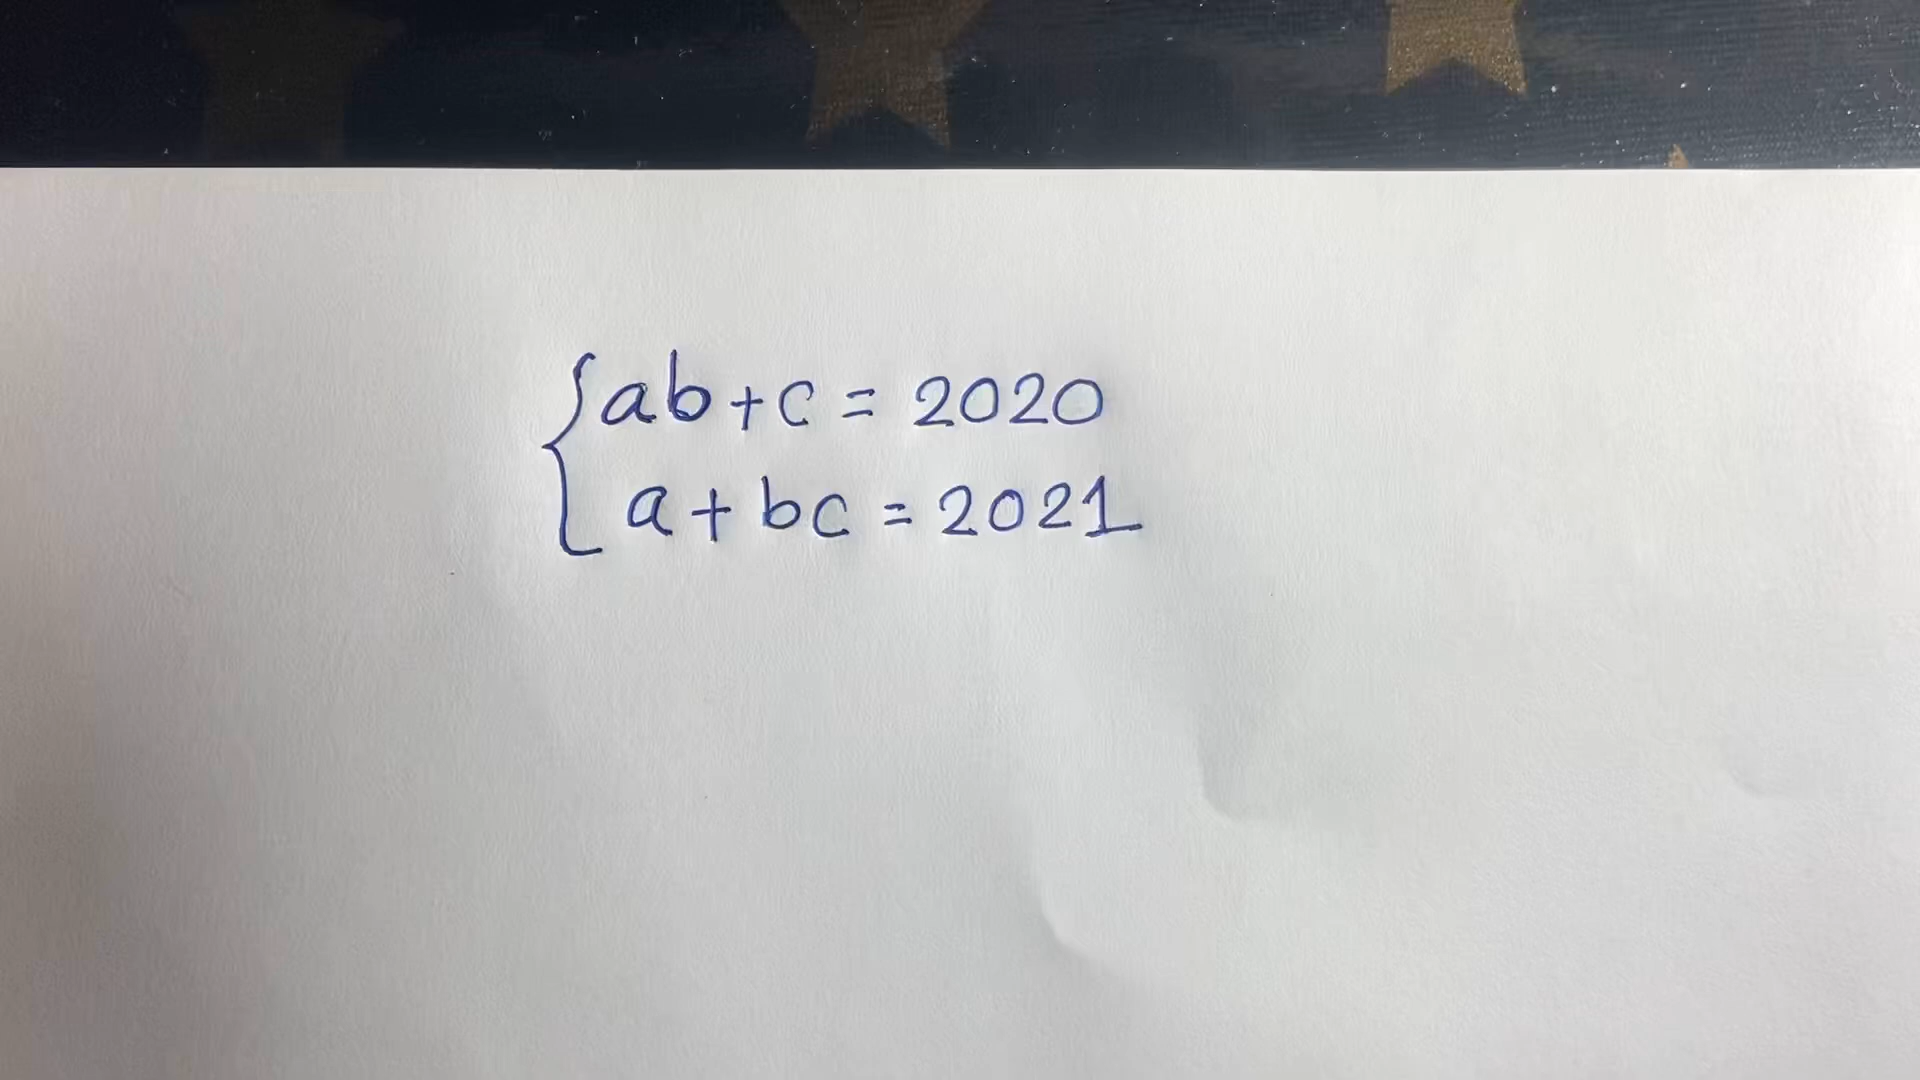 ab+c = 2020
a+bc = 2021